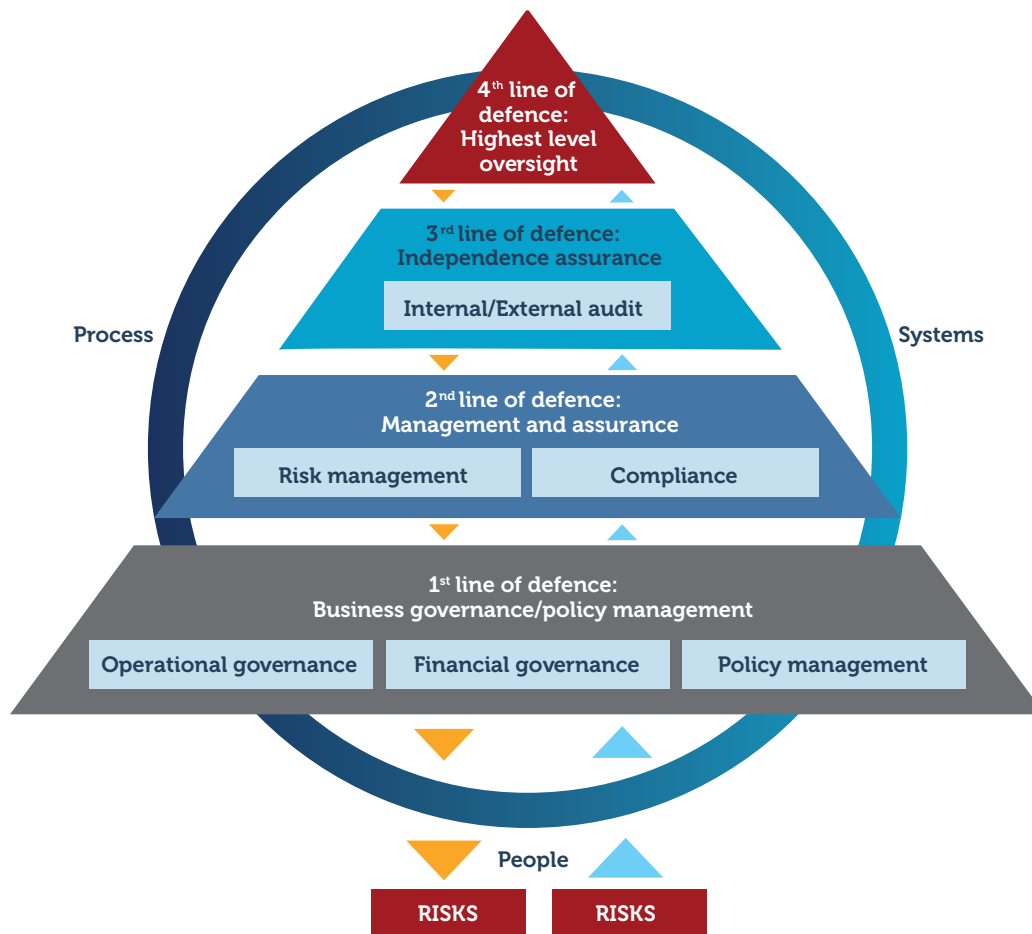 4th line of
defence:
Highest level
oversight
3rd line of defence:
Independence assurance
Internal/External audit
Process
Systems
2nd line of defence:
Management and assurance
Risk management
Compliance
1st line of defence:
Business governance/policy management
Operational governance
Financial governance
Policy management
People
RISKS
RISKS